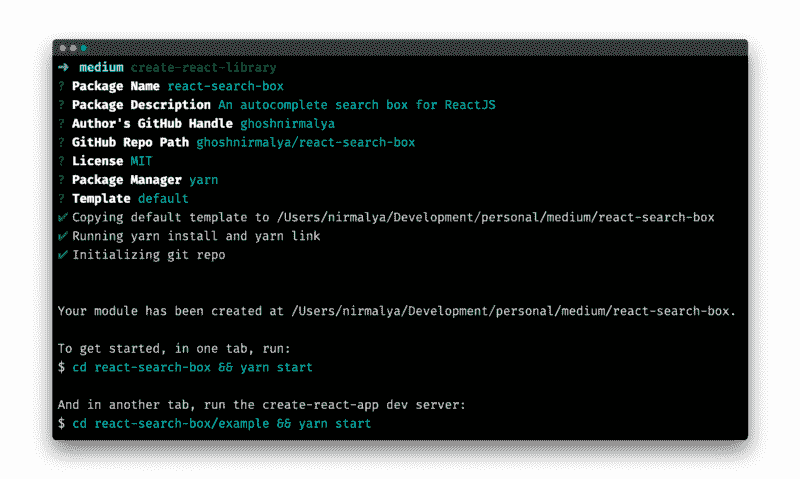 ➜ medium create-react-library
? Package Name react-search-box
? Package Description An autocomplete search box for ReactJS
? Author's GitHub Handle ghoshnirmalya
? GitHub Repo Path ghoshnirmalya/react-search-box
? License MIT
? Package Manager yarn
? Template default
✔ Copying default template to /Users/nirmalya/Development/personal/medium/react-search-box
✔ Running yarn install and yarn link
✔ Initializing git repo
Your module has been created at /Users/nirmalya/Development/personal/medium/react-search-box.
To get started, in one tab, run:
$ cd react-search-box && yarn start
And in another tab, run the create-react-app dev server:
$ cd react-search-box/example && yarn start